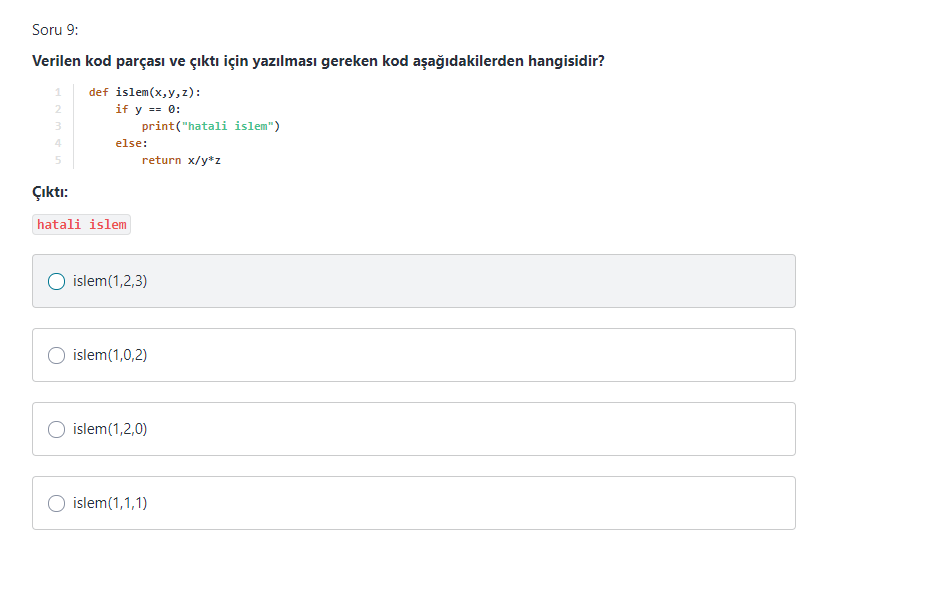 Soru 9:
Verilen kod parçası ve çıktı için yazılması gereken kod aşağıdakilerden hangisidir?
1 def islem(x,y,z):
2     if y == 0:
3         print("hatali islem")
4     else:
5         return x/y*z
Çıktı:
hatali islem
islem(1,2,3)
islem(1,0,2)
islem(1,2,0)
islem(1,1,1)